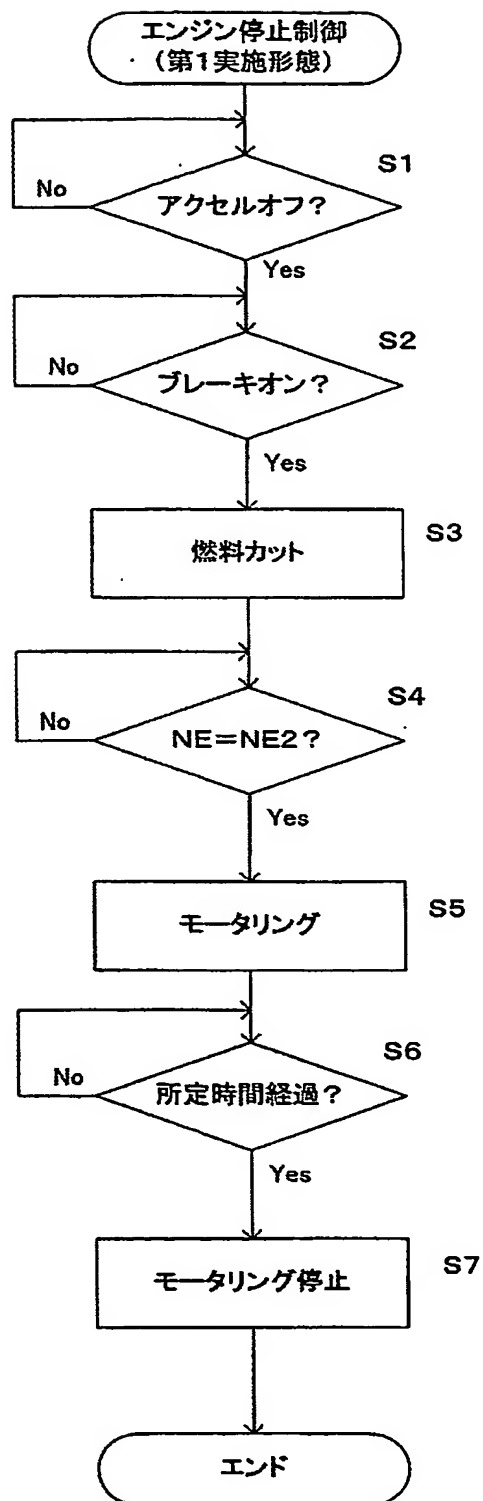 エンジン停止制御
（第1実施形態）
S1
アクセルオフ？
No
Yes
S2
ブレーキオン？
No
Yes
S3
燃料カット
S4
NE＝NE2？
No
Yes
S5
モータリング
S6
所定時間経過？
No
Yes
S7
モータリング停止
エンド